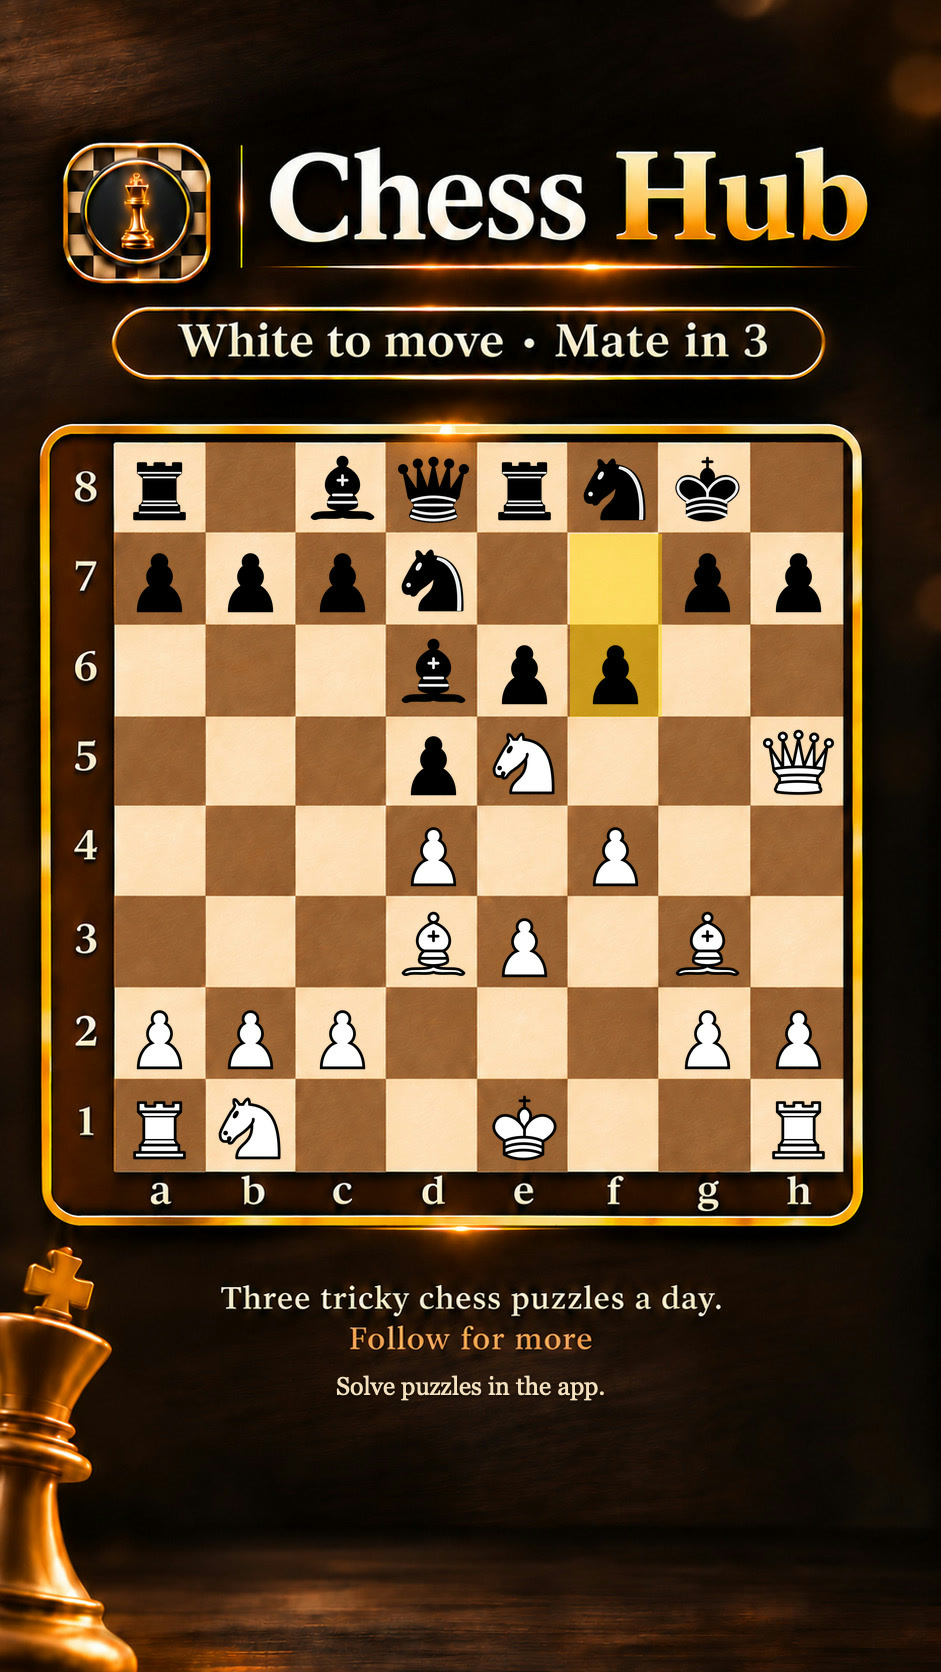 Chess Hub
White to move • Mate in 3
8
7
6
5
4
3
2
1
a b c d e f g h
Three tricky chess puzzles a day.
Follow for more
Solve puzzles in the app.